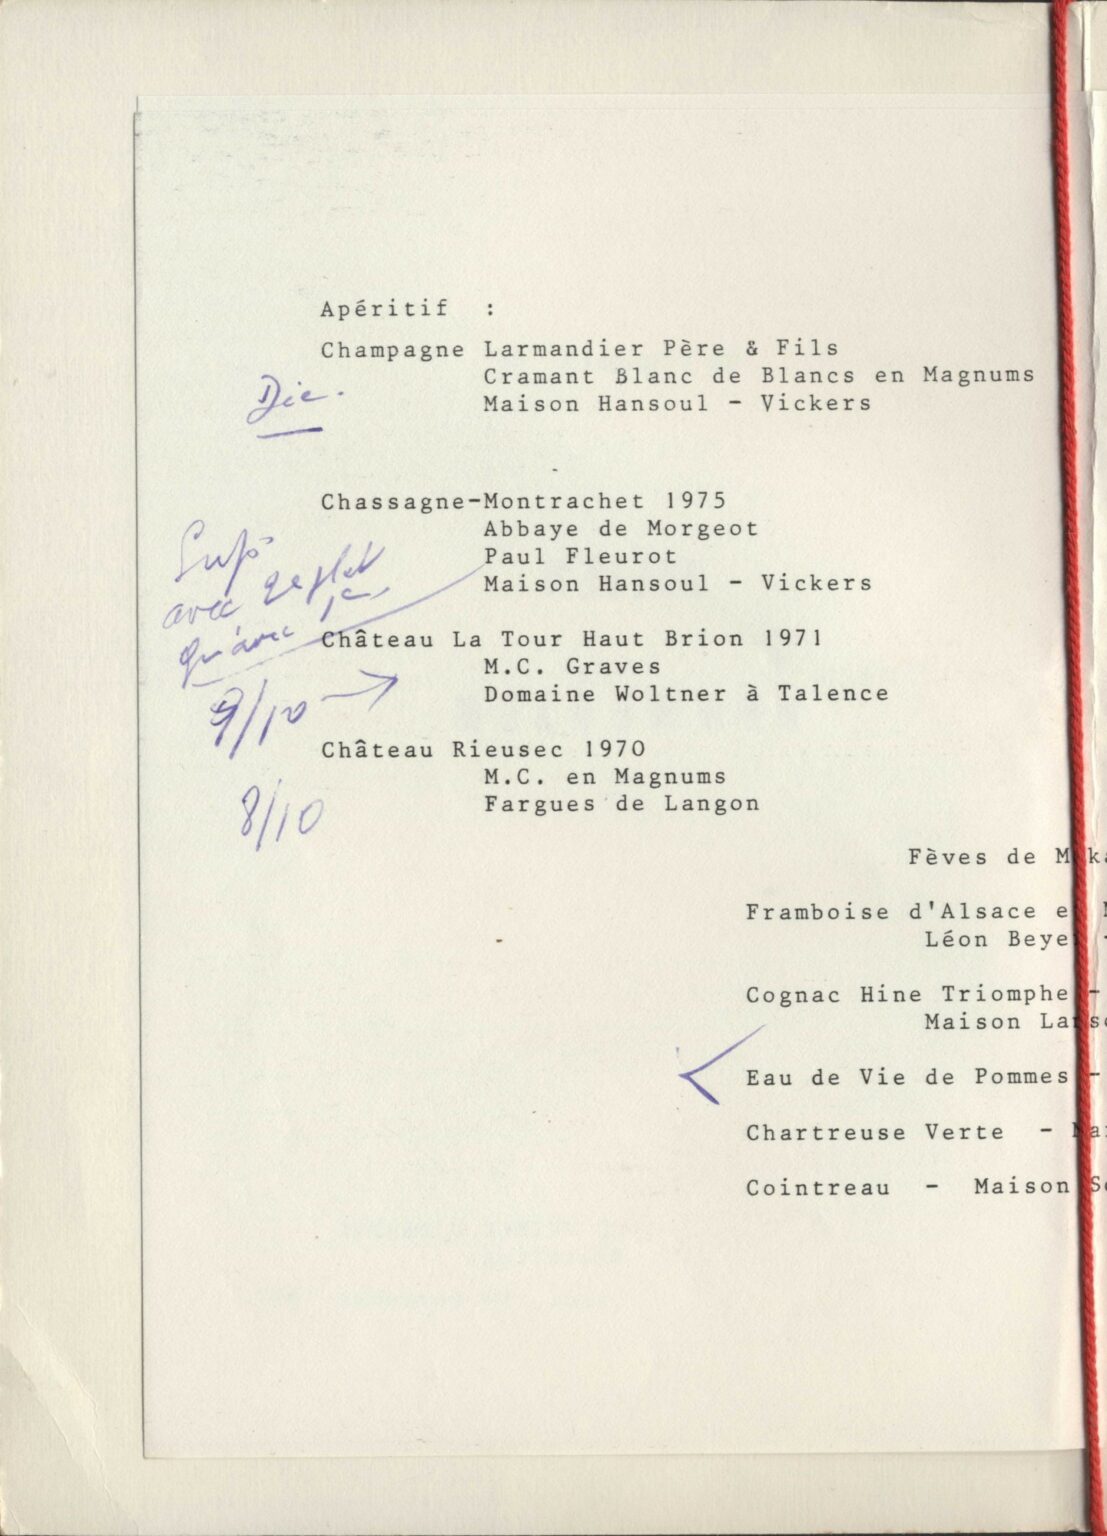 Apéritif :
Champagne Larmandier Père & Fils
Cramant Blanc de Blancs en Magnums
Maison Hansoul - Vickers
Chassagne-Montrachet 1975
Abbaye de Morgeot
Paul Fleurot
Maison Hansoul - Vickers
avec
Château La Tour Haut Brion 1971
M.C. Graves
Domaine Woltner à Talence
9/10
Château Rieusec 1970
M.C. en Magnums
Fargues de Langon
8/10
Fèves de
Framboise d'Alsace
Léon
Cognac Hine Triomphe -
Maison
Eau de Vie de Pommes -
Chartreuse Verte -
Cointreau - Maison